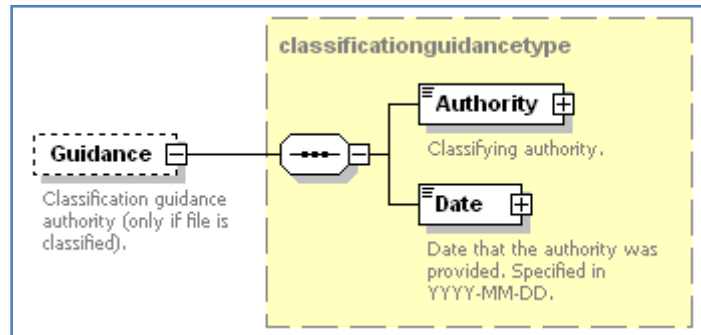 classificationguidancetype
Authority
Classifying authority.
Guidance
Classification guidance
authority (only if file is
classified).
Date
Date that the authority was
provided. Specified in
YYYY-MM-DD.